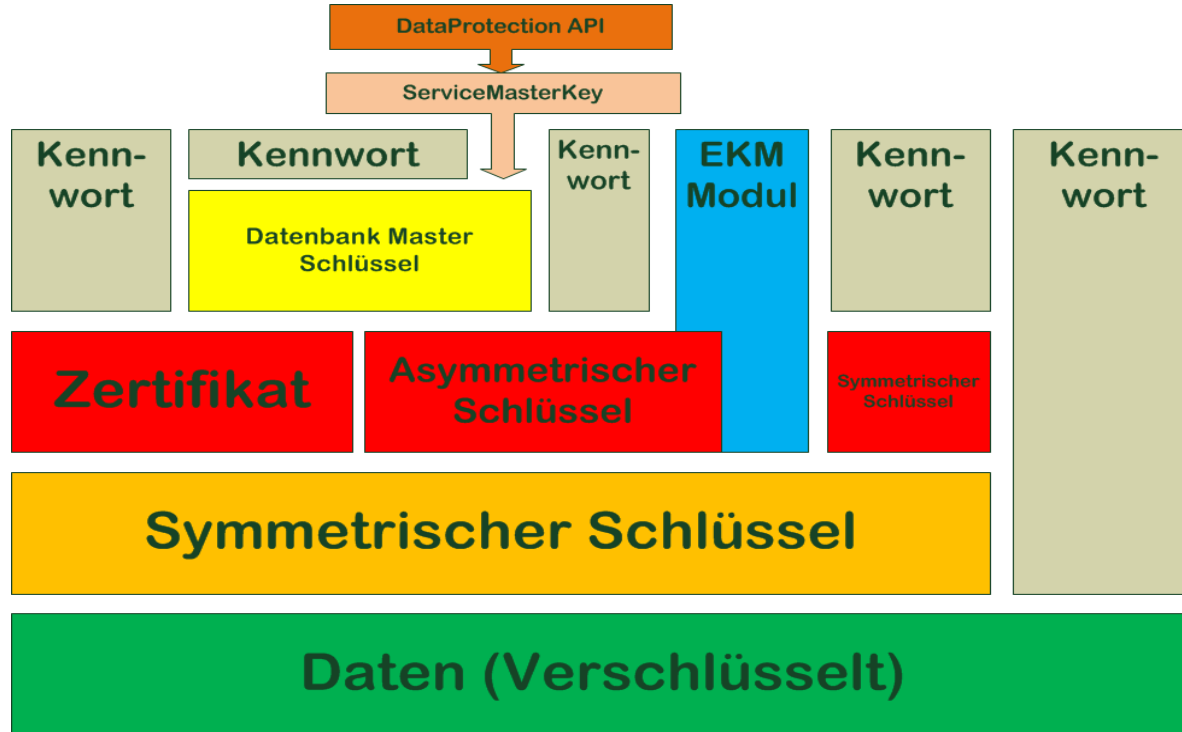 DataProtection API
ServiceMasterKey
Kenn-
wort
Kennwort
Kenn-
wort
EKM
Modul
Kenn-
wort
Kenn-
wort
Datenbank Master
Schlüssel
Zertifikat
Asymmetrischer
Schlüssel
Symmetrischer
Schlüssel
Symmetrischer Schlüssel
Daten (Verschlüsselt)